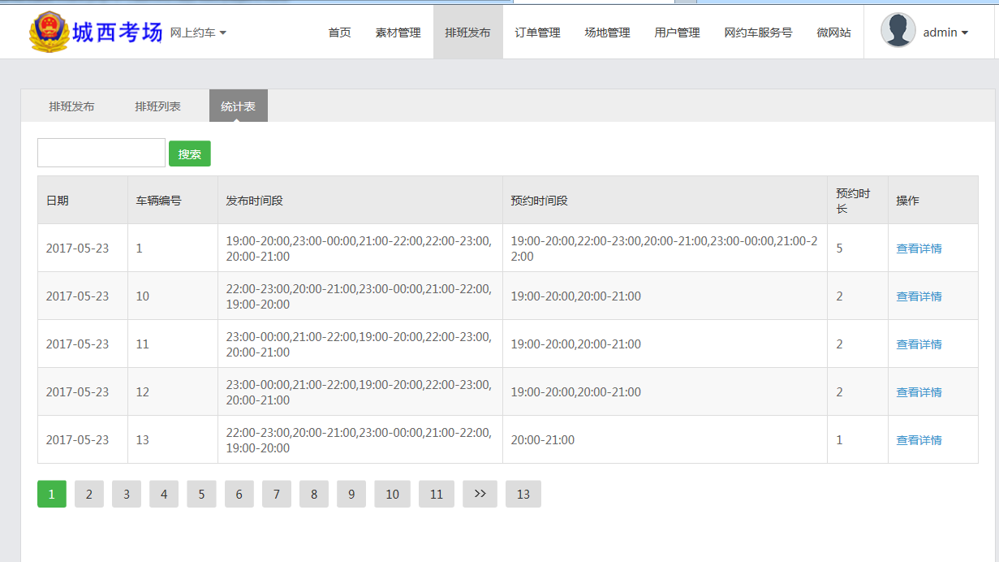 城西考场 网上约车 首页 素材管理 排班发布 订单管理 场地管理 用户管理 网约车服务号 微网站 admin
排班发布 排班列表 统计表
搜索
日期 车辆编号 发布时间段 预约时间段 预约时长 操作
2017-05-23 1 19:00-20:00,23:00-00:00,21:00-22:00,22:00-23:00,20:00-21:00 19:00-20:00,22:00-23:00,20:00-21:00,23:00-00:00,21:00-22:00 5 查看详情
2017-05-23 10 22:00-23:00,20:00-21:00,23:00-00:00,21:00-22:00,19:00-20:00 19:00-20:00,20:00-21:00 2 查看详情
2017-05-23 11 23:00-00:00,21:00-22:00,19:00-20:00,22:00-23:00,20:00-21:00 19:00-20:00,20:00-21:00 2 查看详情
2017-05-23 12 23:00-00:00,21:00-22:00,19:00-20:00,22:00-23:00,20:00-21:00 19:00-20:00,20:00-21:00 2 查看详情
2017-05-23 13 22:00-23:00,20:00-21:00,23:00-00:00,21:00-22:00,19:00-20:00 20:00-21:00 1 查看详情
1 2 3 4 5 6 7 8 9 10 11 >> 13